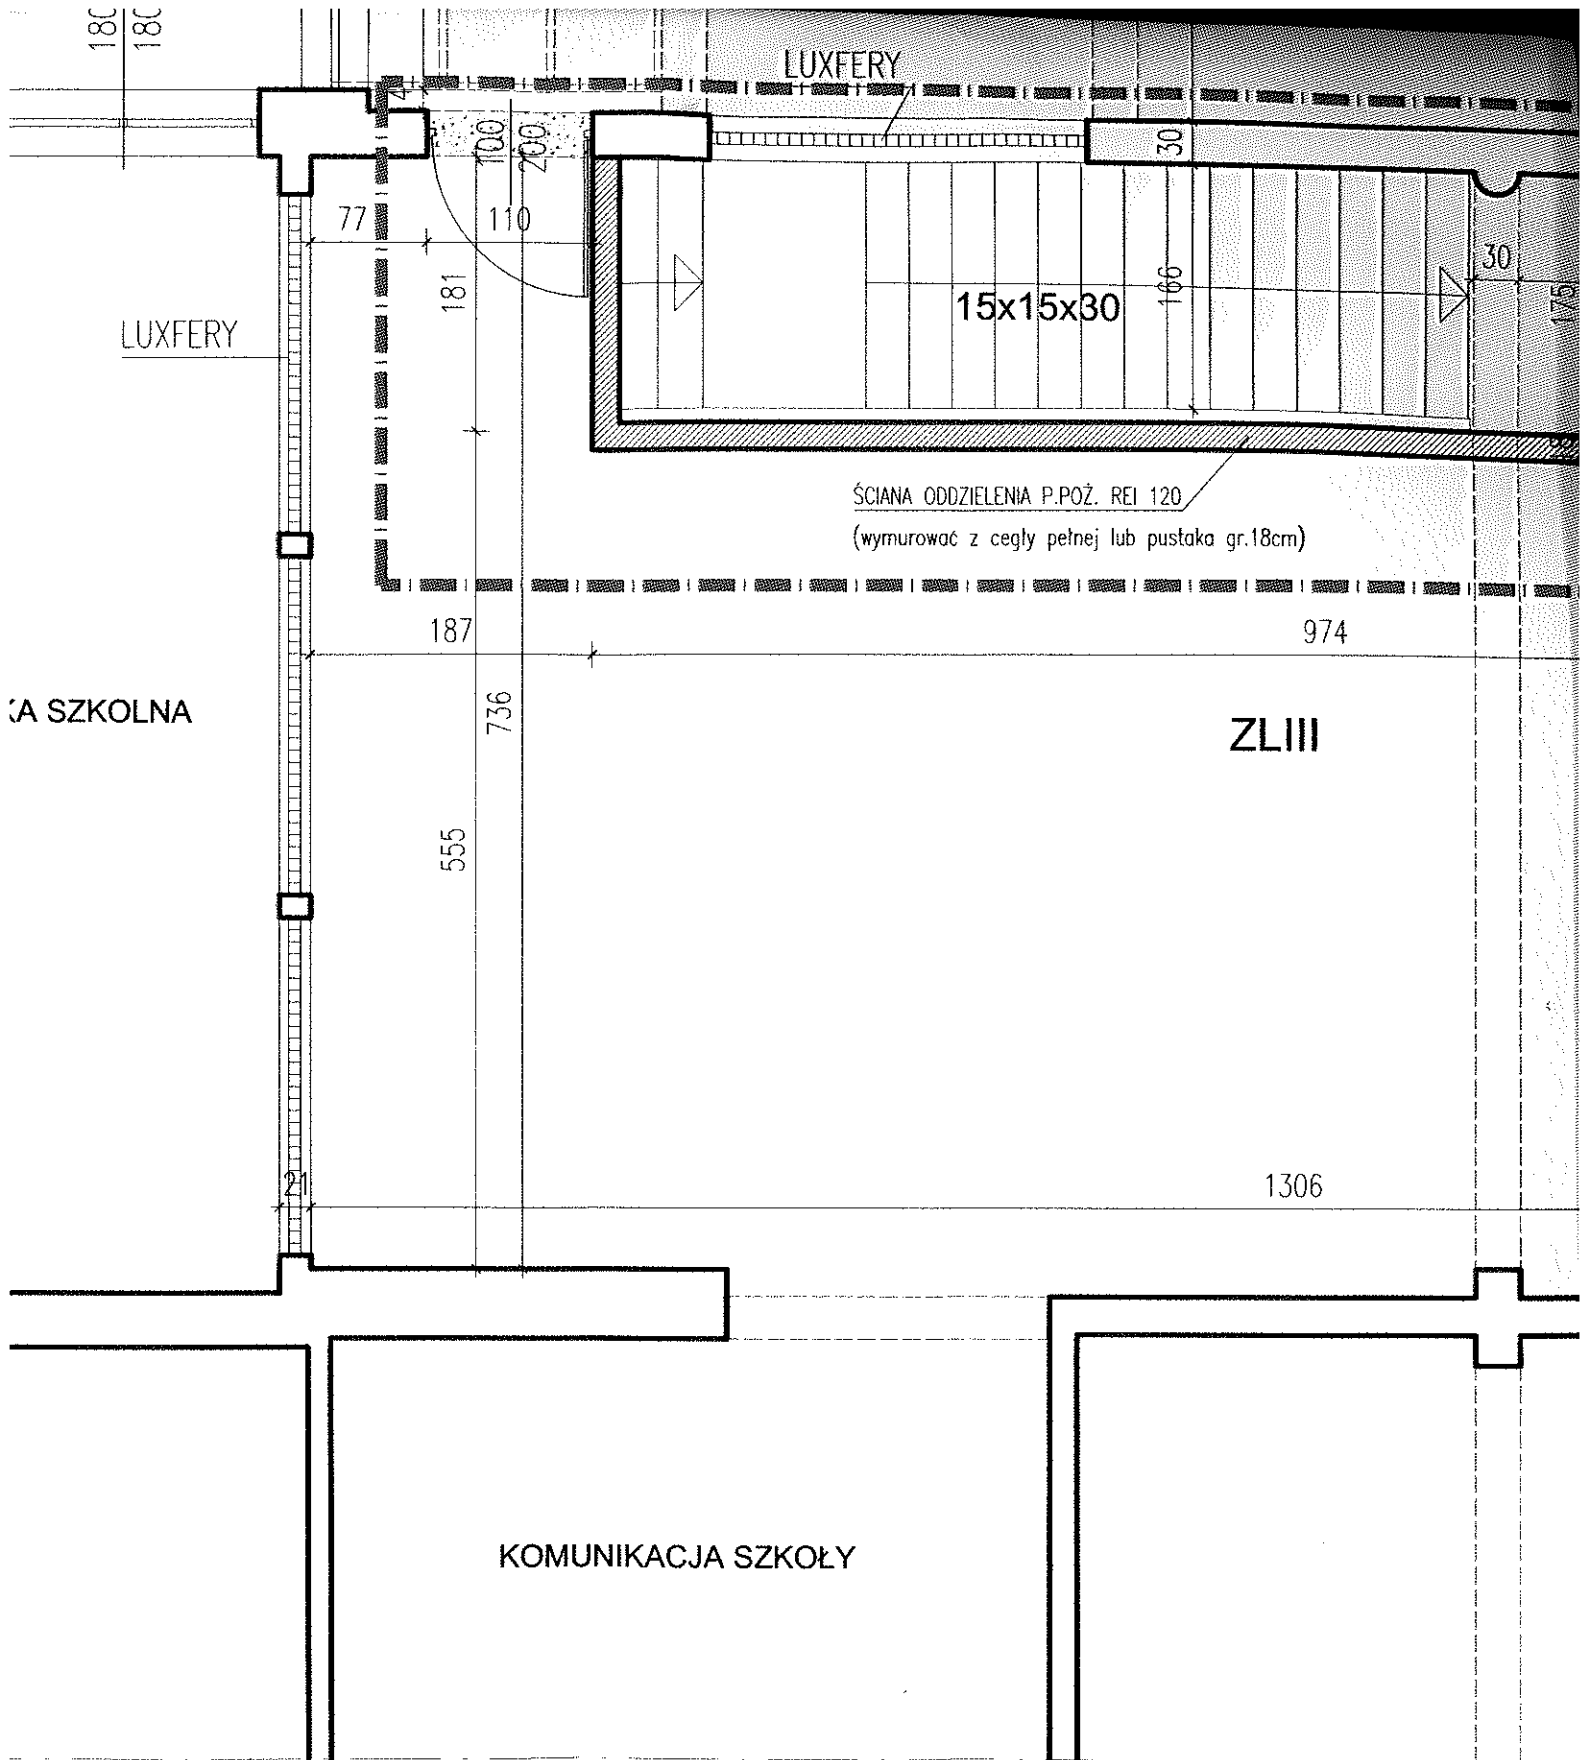 180
180
LUXFERY
4
100
200
30
77
110
181
15x15x30
166
30
175
LUXFERY
ŚCIANA ODDZIELENIA P.POŻ. REI 120
(wymurować z cegły pełnej lub pustaka gr.18cm)
187
974
KA SZKOLNA
736
ZLIII
555
21
1306
KOMUNIKACJA SZKOŁY